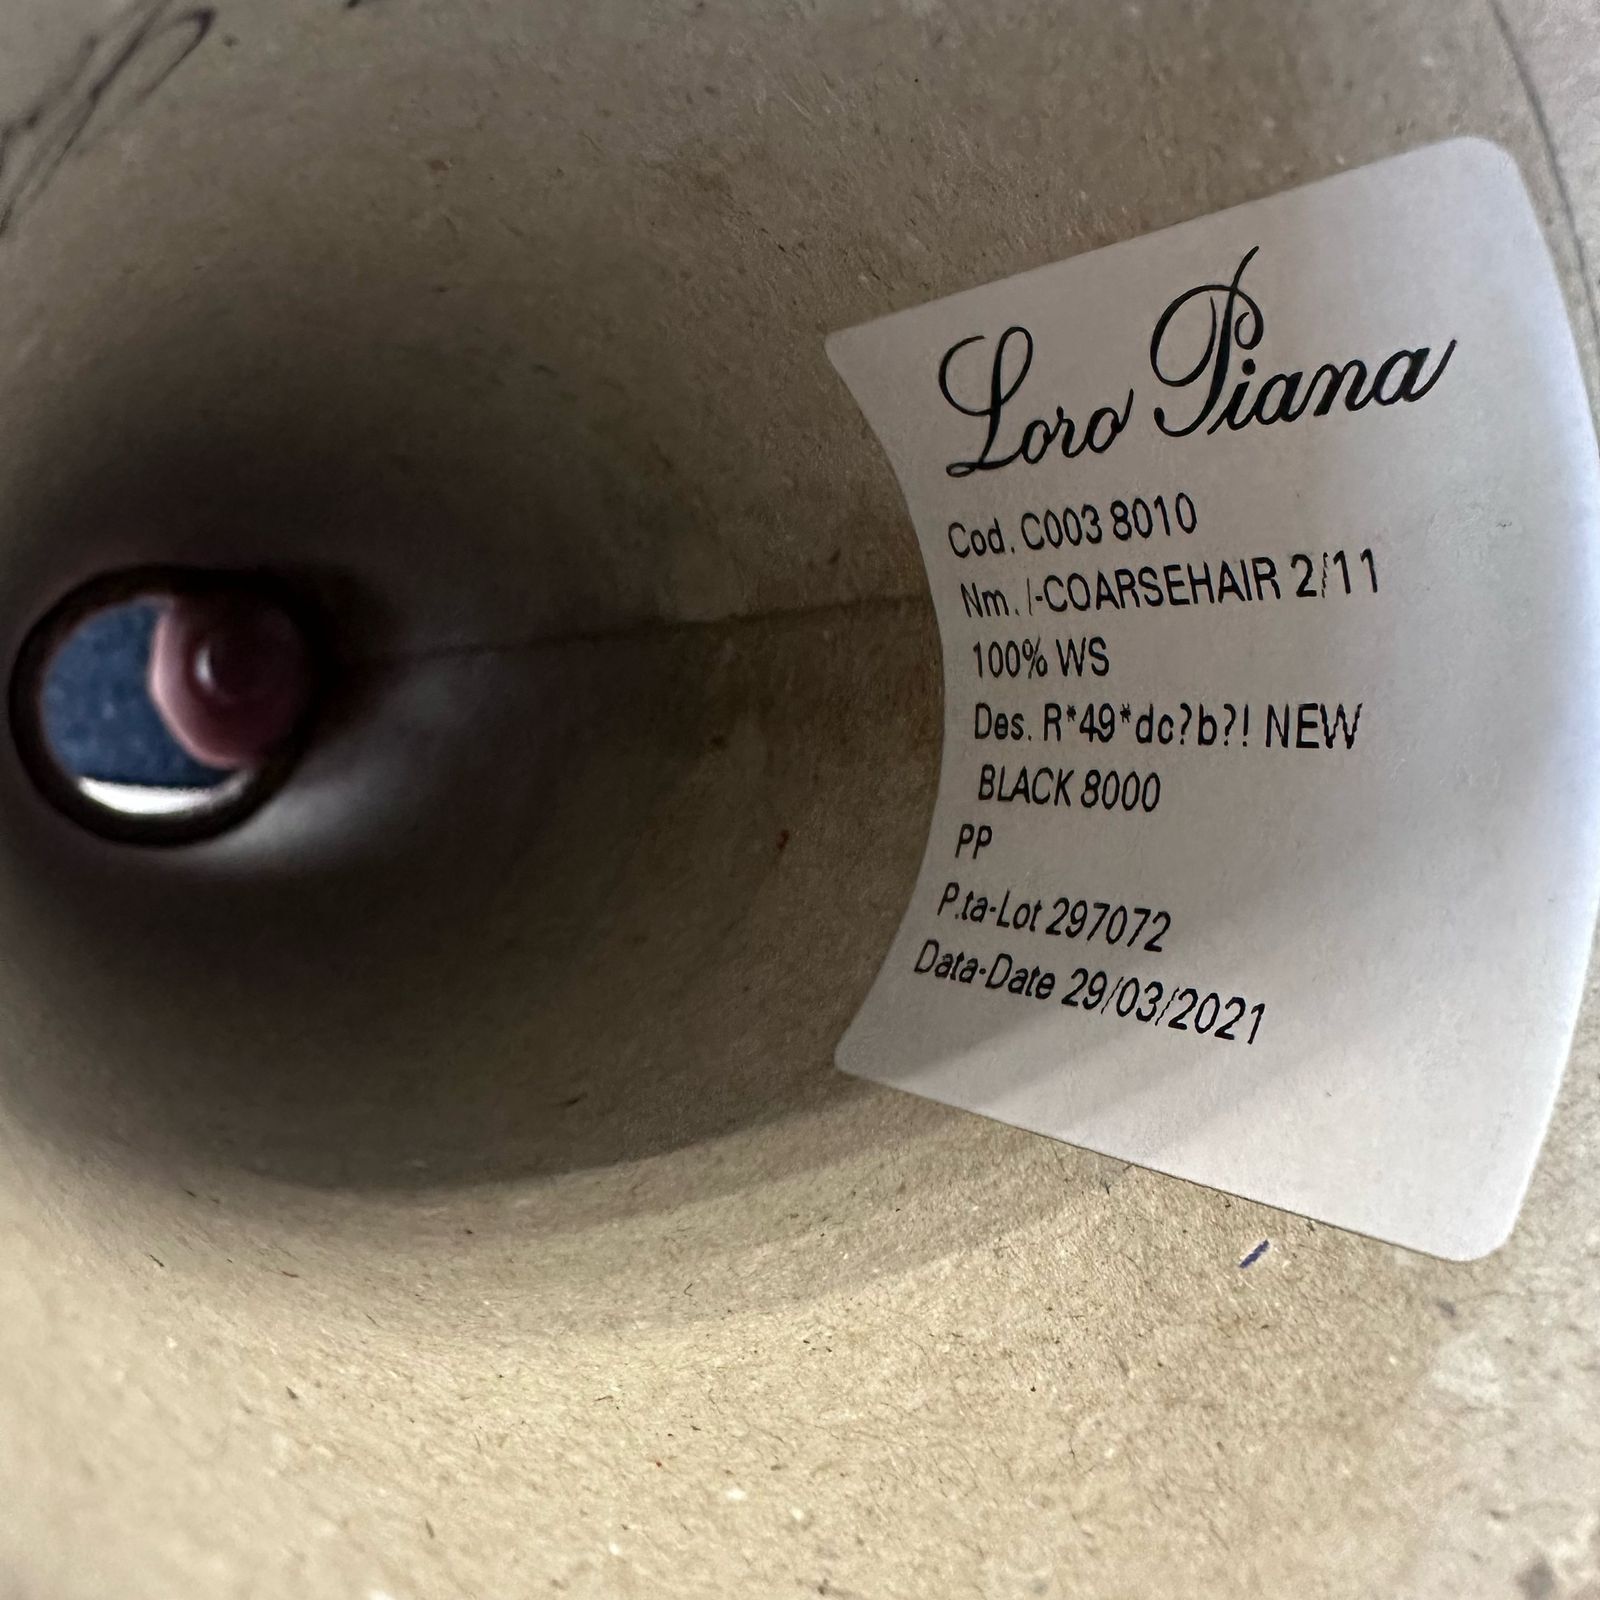 Loro Piana
Cod. C003 8010
Nm. /-COARSEHAIR 2/11
100% WS
Des. R*49*dc?b?! NEW
BLACK 8000
PP
P.ta-Lot 297072
Data-Date 29/03/2021